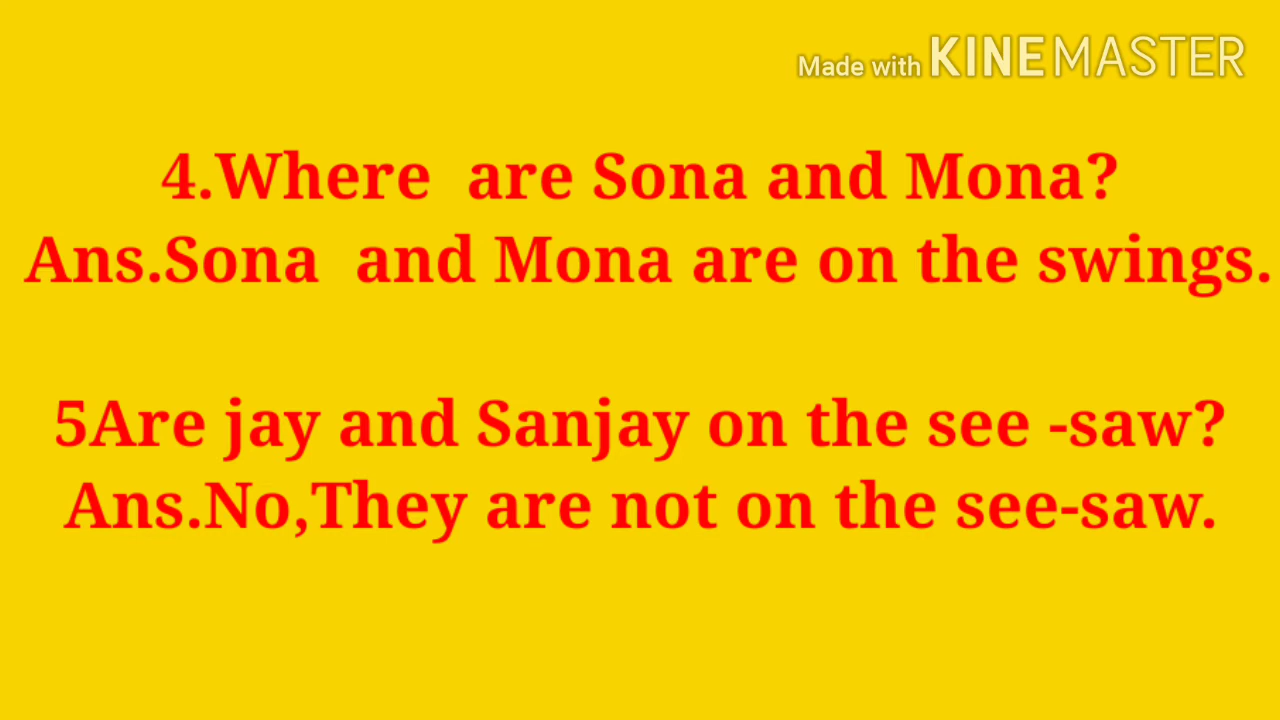 Made with KINEMASTER
4.Where are Sona and Mona?
Ans.Sona and Mona are on the swings.
5Are jay and Sanjay on the see -saw?
Ans.No,They are not on the see-saw.